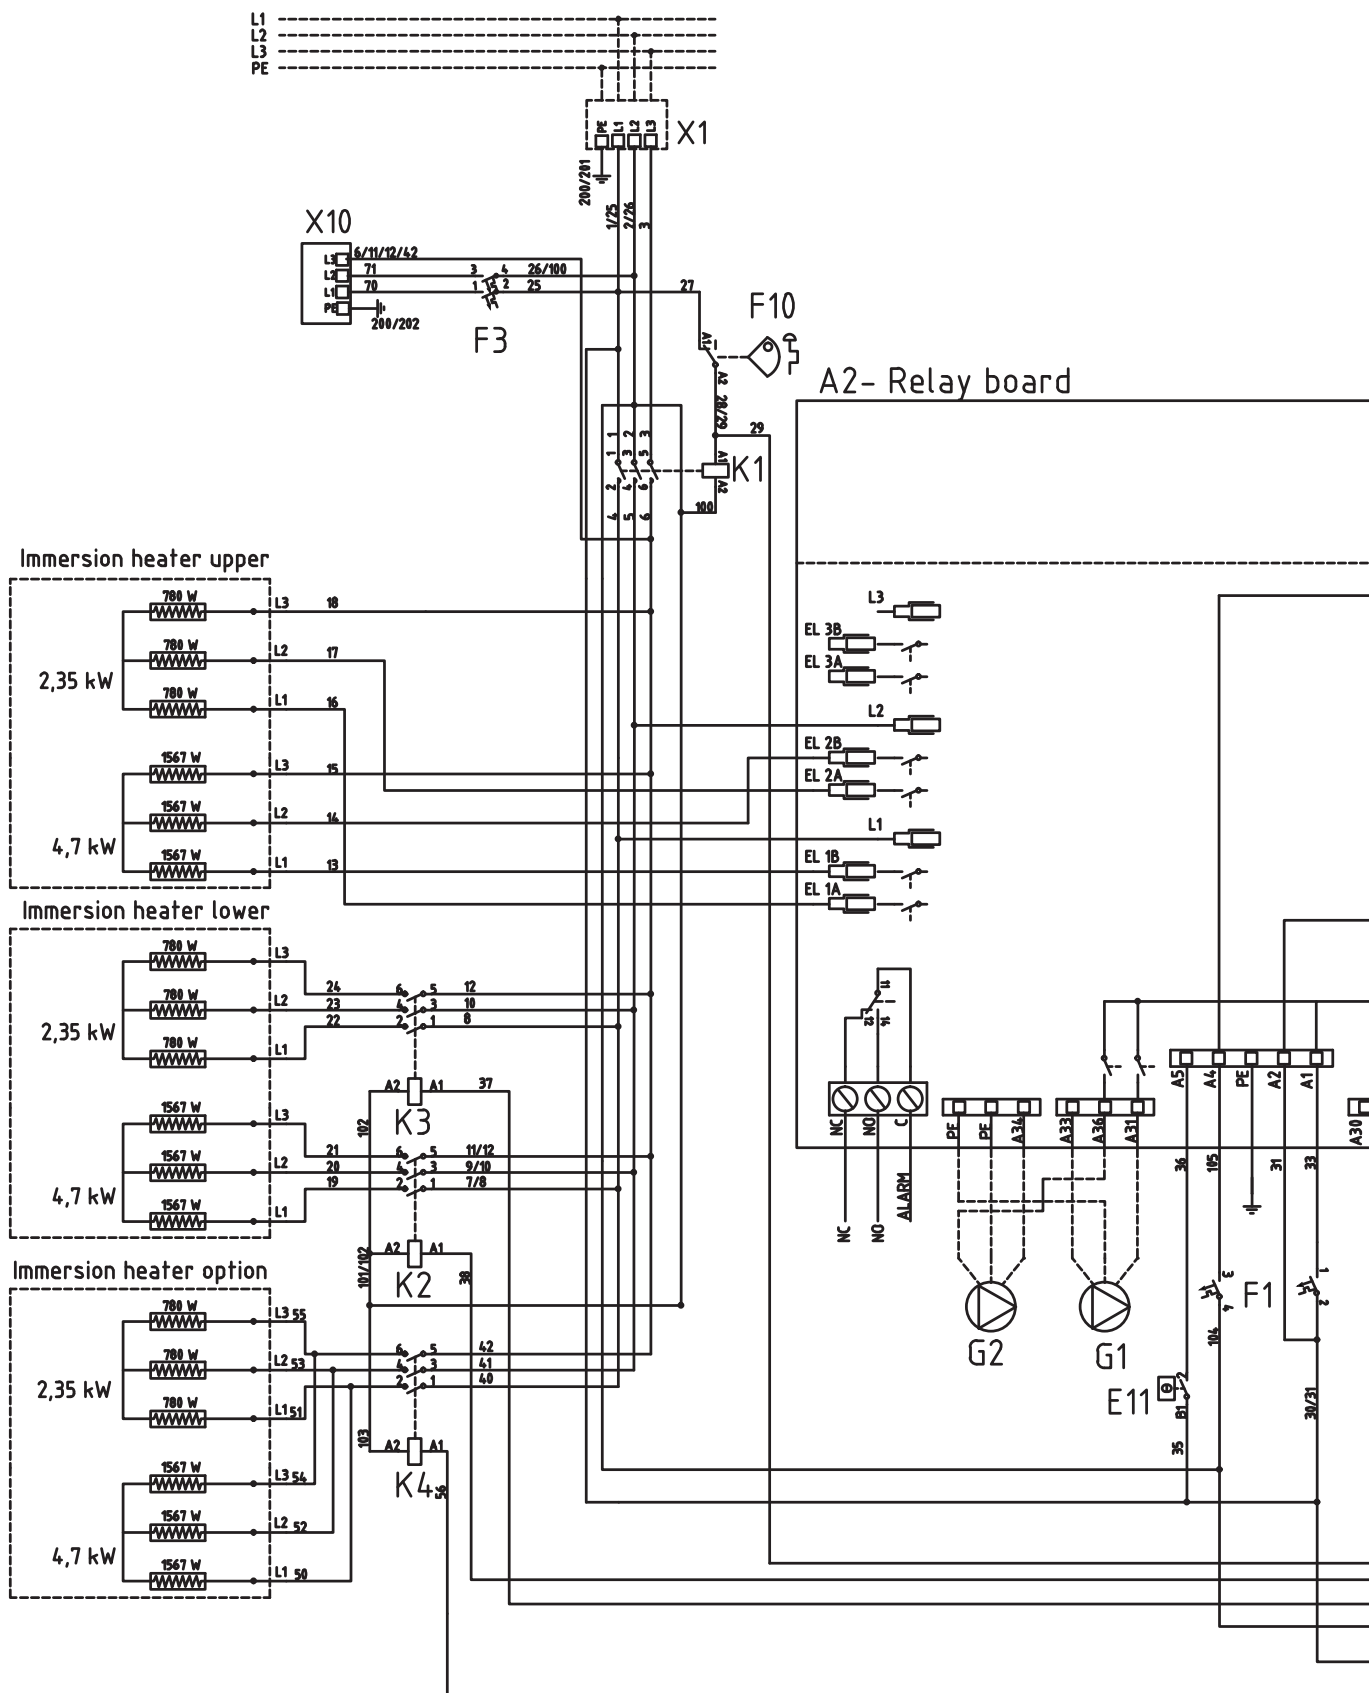 L1
L2
L3
PE
PE L1 L2 L3
X1
200/201
1/25
2/26
3
X10
L3 6/11/12/42
L2 71 3 4 26/100
L1 70 1 2 25 27
PE
200/202
F3
F10
A1
A2
28/29
29
A2- Relay board
1 2 3
1 3 5
A1
K1
A2
2 4 6
100
4 5 6
Immersion heater upper
780 W L3 18
780 W L2 17
2,35 kW
780 W L1 16
1567 W L3 15
1567 W L2 14
4,7 kW
1567 W L1 13
L3
EL 3B
EL 3A
L2
EL 2B
EL 2A
L1
EL 1B
EL 1A
Immersion heater lower
780 W L3
24 6 5 12
780 W L2 23 4 3 10
2,35 kW
22 2 1 8
780 W L1
A2 A1 37
K3
102
1567 W L3
21 6 5 11/12
1567 W L2 20 4 3 9/10
4,7 kW
19 2 1 7/8
1567 W L1
A2 A1
K2
101/102
38
Immersion heater option
780 W L3 55
6 5 42
780 W L2 53 4 3 41
2,35 kW
2 1 40
780 W L1 51
103
A2 A1
K4
56
1567 W L3 54
1567 W L2 52
4,7 kW
1567 W L1 50
11
12 14
NC NO C
PE PE A34
A33 A36 A31
A5 A4 PE A2 A1
A30
36 105 31 33
NC NO ALARM
G2
G1
3
4
F1
1
2
104
E11
2
B1
35
30/31